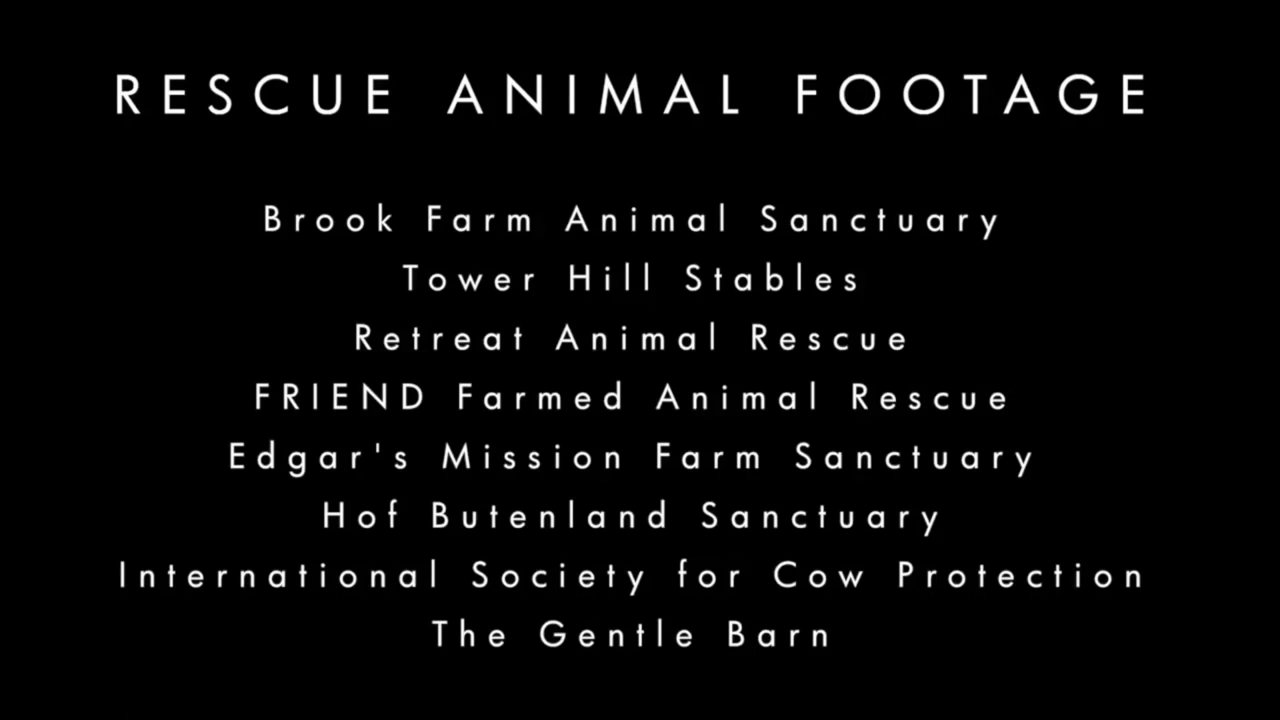 RESCUE ANIMAL FOOTAGE
Brook Farm Animal Sanctuary
Tower Hill Stables
Retreat Animal Rescue
FRIEND Farmed Animal Rescue
Edgar's Mission Farm Sanctuary
Hof Butenland Sanctuary
International Society for Cow Protection
The Gentle Barn